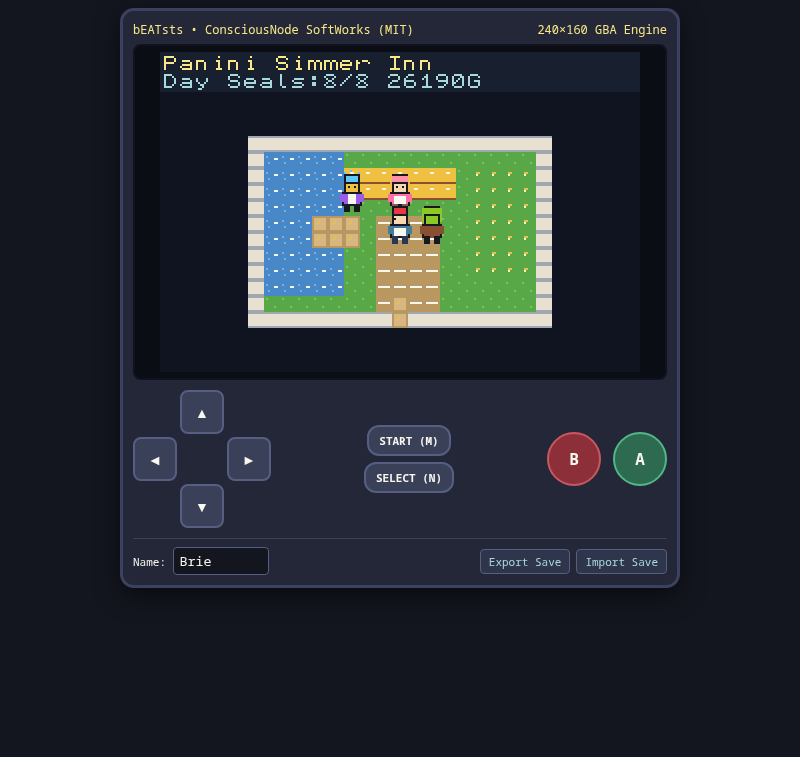 bEATsts • ConsciousNode SoftWorks (MIT)
240×160 GBA Engine
Panini Simmer Inn
Day Seals:8/8 26190G
▲
◄
►
▼
START (M)
SELECT (N)
B
A
Name:
Brie
Export Save
Import Save